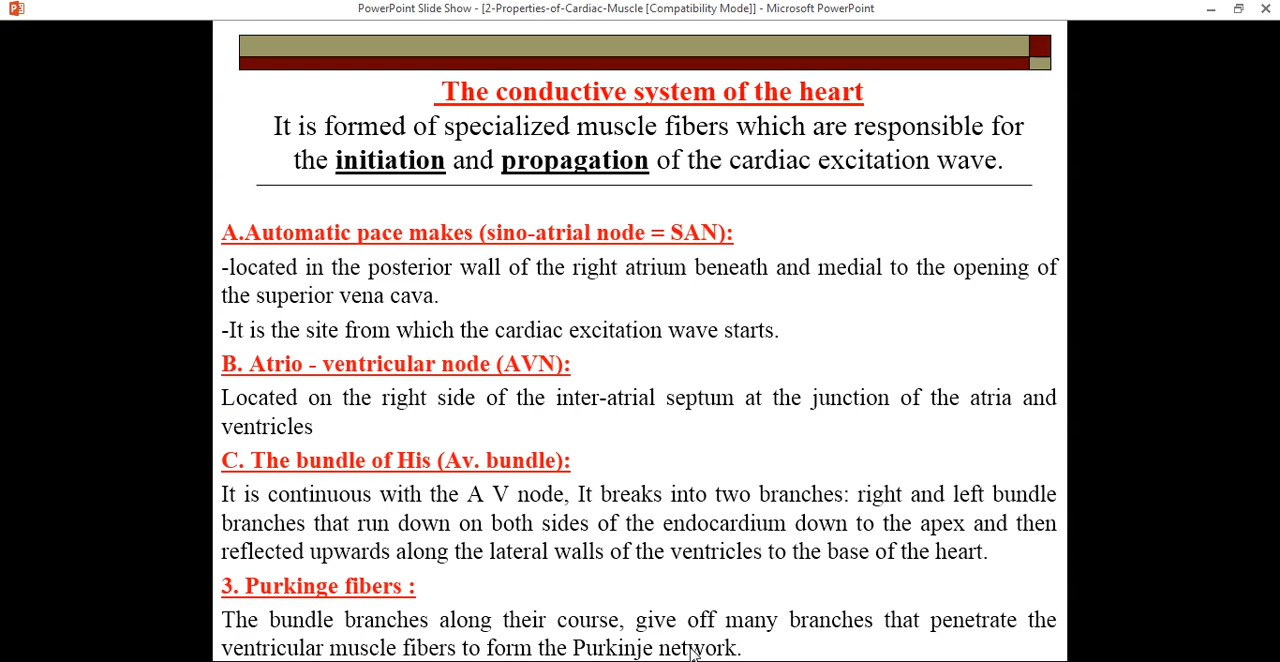 PowerPoint Slide Show - [2-Properties-of-Cardiac-Muscle [Compatibility Mode]] - Microsoft PowerPoint
The conductive system of the heart
It is formed of specialized muscle fibers which are responsible for
the initiation and propagation of the cardiac excitation wave.
A.Automatic pace makes (sino-atrial node = SAN):
-located in the posterior wall of the right atrium beneath and medial to the opening of
the superior vena cava.
-It is the site from which the cardiac excitation wave starts.
B. Atrio - ventricular node (AVN):
Located on the right side of the inter-atrial septum at the junction of the atria and
ventricles
C. The bundle of His (Av. bundle):
It is continuous with the A V node, It breaks into two branches: right and left bundle
branches that run down on both sides of the endocardium down to the apex and then
reflected upwards along the lateral walls of the ventricles to the base of the heart.
3. Purkinge fibers :
The bundle branches along their course, give off many branches that penetrate the
ventricular muscle fibers to form the Purkinje network.